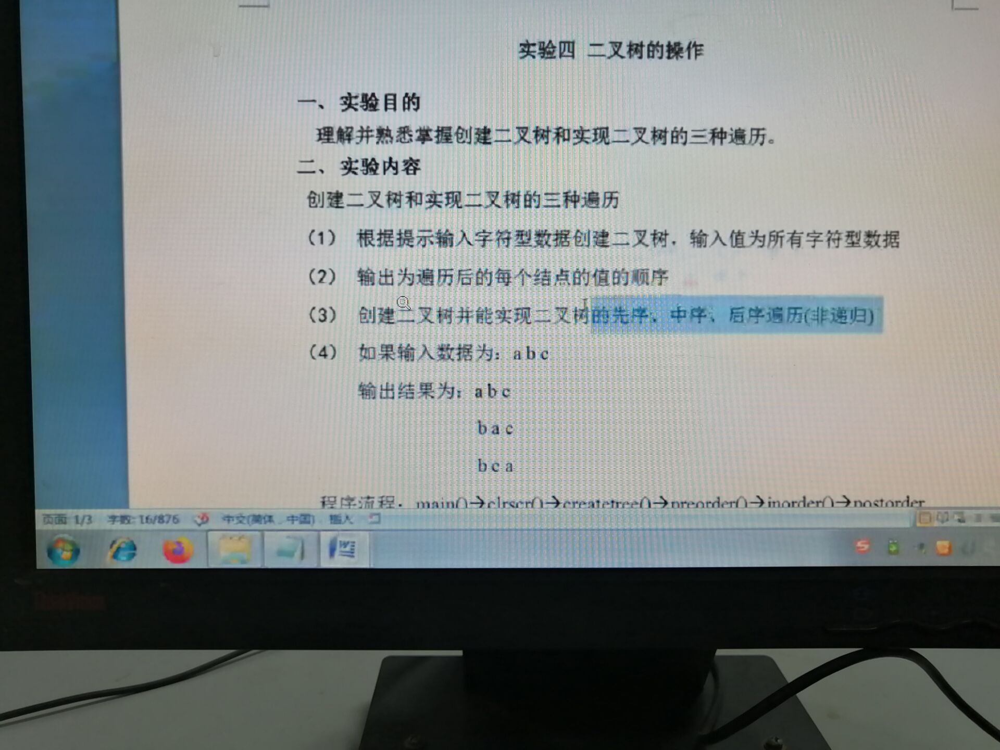 实验四 二叉树的操作
一、实验目的
理解并熟悉掌握创建二叉树和实现二叉树的三种遍历。
二、实验内容
创建二叉树和实现二叉树的三种遍历
（1） 根据提示输入字符型数据创建二叉树，输入值为所有字符型数据
（2） 输出为遍历后的每个结点的值的顺序
（3） 创建二叉树并能实现二叉树的先序、中序、后序遍历(非递归)
（4） 如果输入数据为：a b c
输出结果为：a b c
b a c
b c a
程序流程：main()→clrscr()→createtree()→preorder()→inorder()→postorder
页面: 1/3 字数: 16/876 中文(简体，中国) 插入